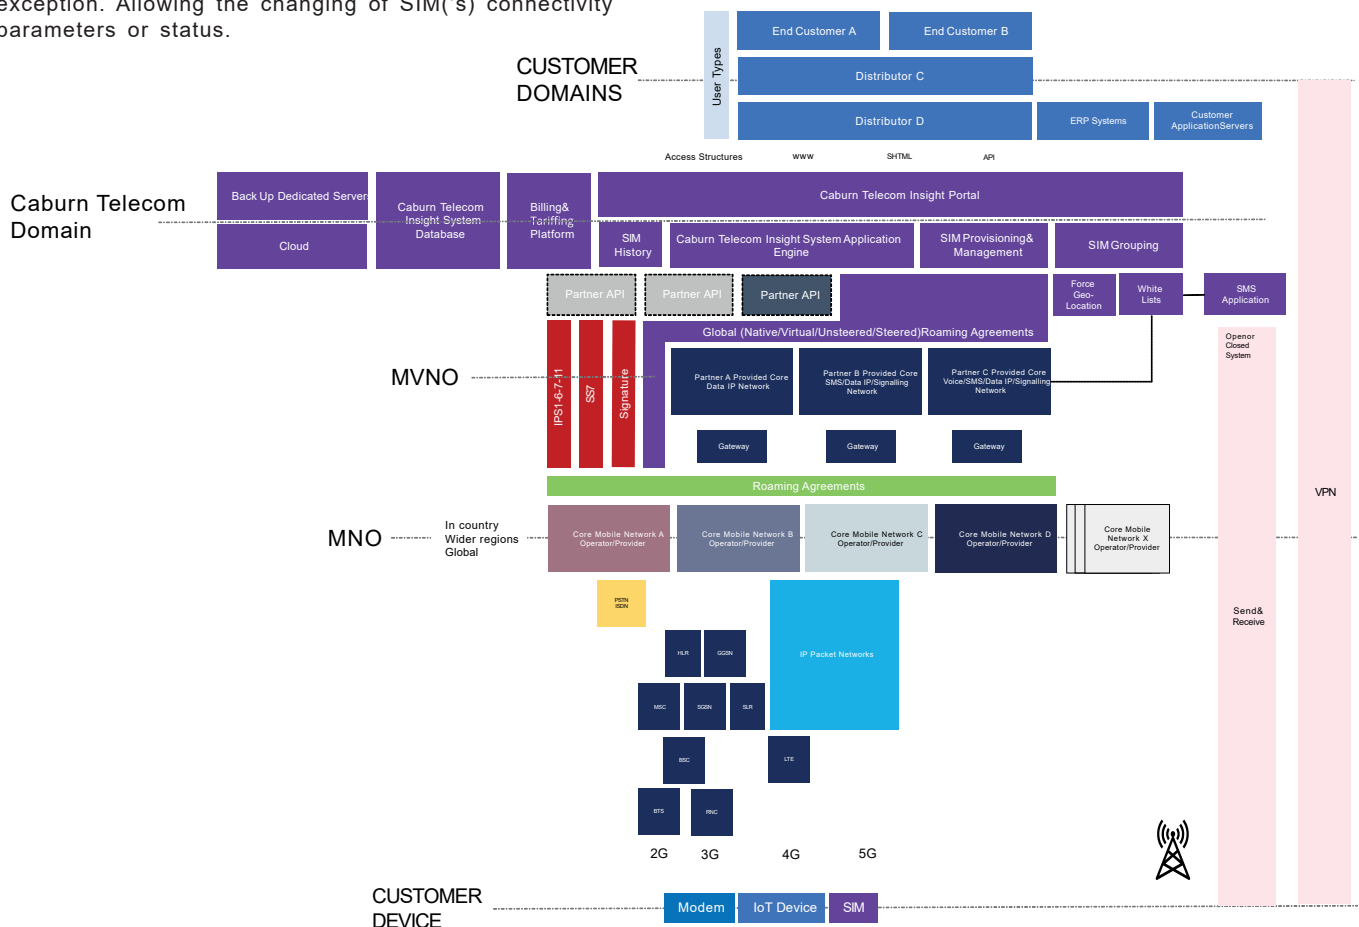 exception. Allowing the changing of SIM('s) connectivity
parameters or status.
CUSTOMER
DOMAINS
User Types
End Customer A
End Customer B
Distributor C
Distributor D
ERP Systems
Customer
ApplicationServers
Access Structures
WWW
SHTML
API
Caburn Telecom
Domain
Back Up Dedicated Servers
Cloud
Caburn Telecom
Insight System
Database
Billing&
Tariffing
Platform
Caburn Telecom Insight Portal
SIM
History
Caburn Telecom Insight System Application
Engine
SIM Provisioning&
Management
SIM Grouping
Partner API
Partner API
Partner API
Force
Geo-
Location
White
Lists
SMS
Application
Global (Native/Virtual/Unsteered/Steered)Roaming Agreements
Openor
Closed
System
MVNO
IPS1-6-7-11
SS7
Signature
Partner A Provided Core
Data IP Network
Partner B Provided Core
SMS/Data IP/Signalling
Network
Partner C Provided Core
Voice/SMS/Data IP/Signalling
Network
Gateway
Gateway
Gateway
Roaming Agreements
VPN
MNO
In country
Wider regions
Global
Core Mobile Network A
Operator/Provider
Core Mobile Network B
Operator/Provider
Core Mobile Network C
Operator/Provider
Core Mobile Network D
Operator/Provider
Core Mobile
Network X
Operator/Provider
PSTN
ISDN
Send&
Receive
HLR
GGSN
IP Packet Networks
MSC
SGSN
SLR
BSC
LTE
BTS
RNC
2G
3G
4G
5G
CUSTOMER
DEVICE
Modem
IoT Device
SIM